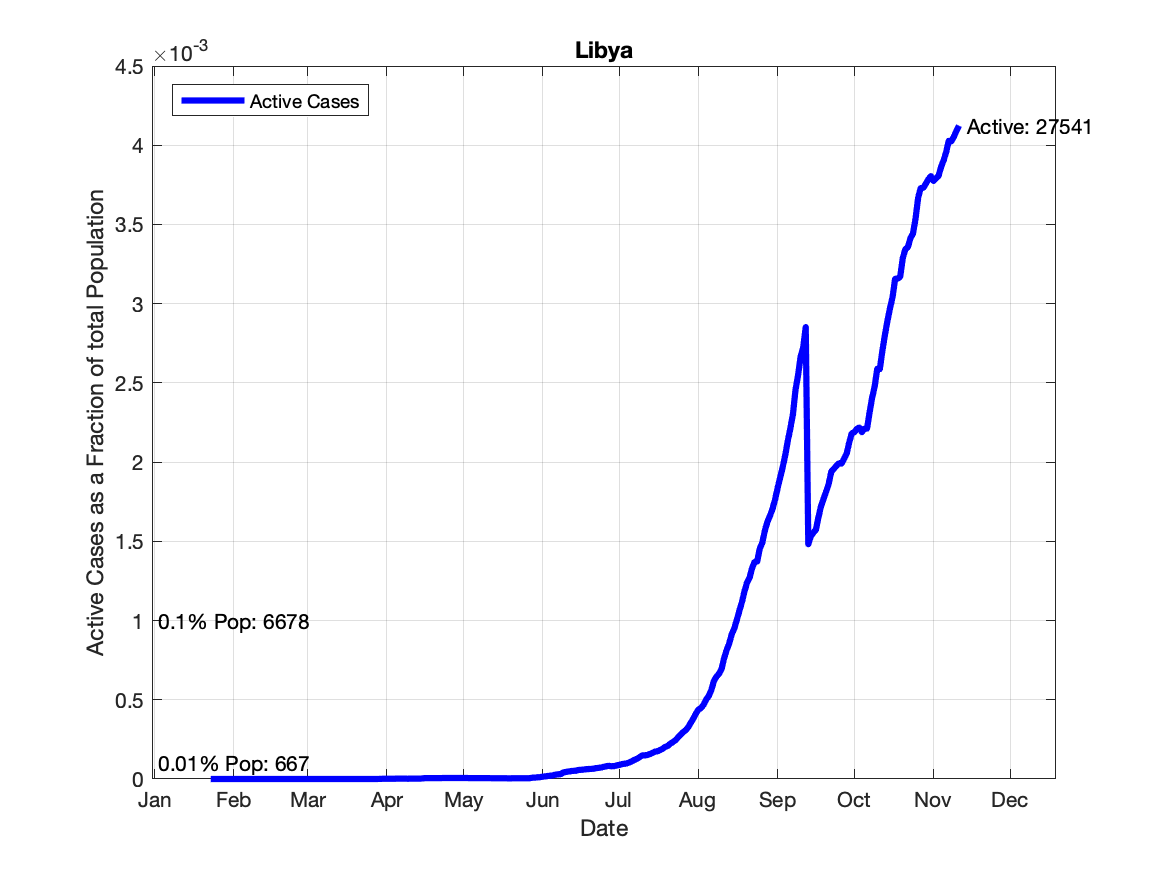 Libya
×10-3
4.5
4
3.5
3
2.5
2
1.5
1
0.5
0
Active Cases as a Fraction of total Population
Active Cases
Active: 27541
0.1% Pop: 6678
0.01% Pop: 667
Jan Feb Mar Apr May Jun Jul Aug Sep Oct Nov Dec
Date